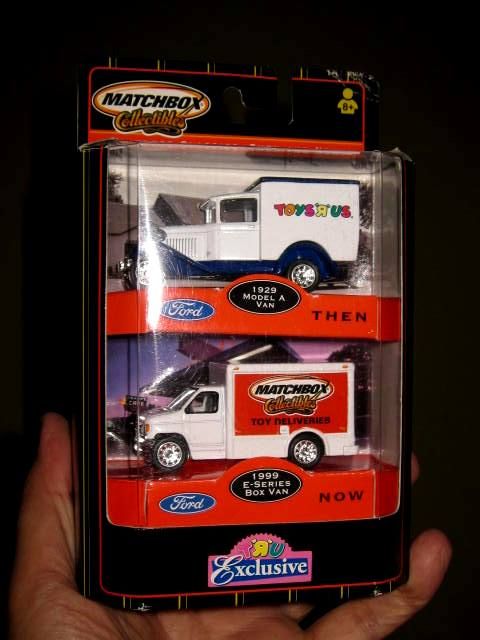 MATCHBOX
Collectibles
8+
TOYS"R"US
1929
MODEL A
VAN
Ford
THEN
MATCHBOX
Collectibles
TOY DELIVERIES
1999
E-SERIES
BOX VAN
Ford
NOW
T"R"U
Exclusive